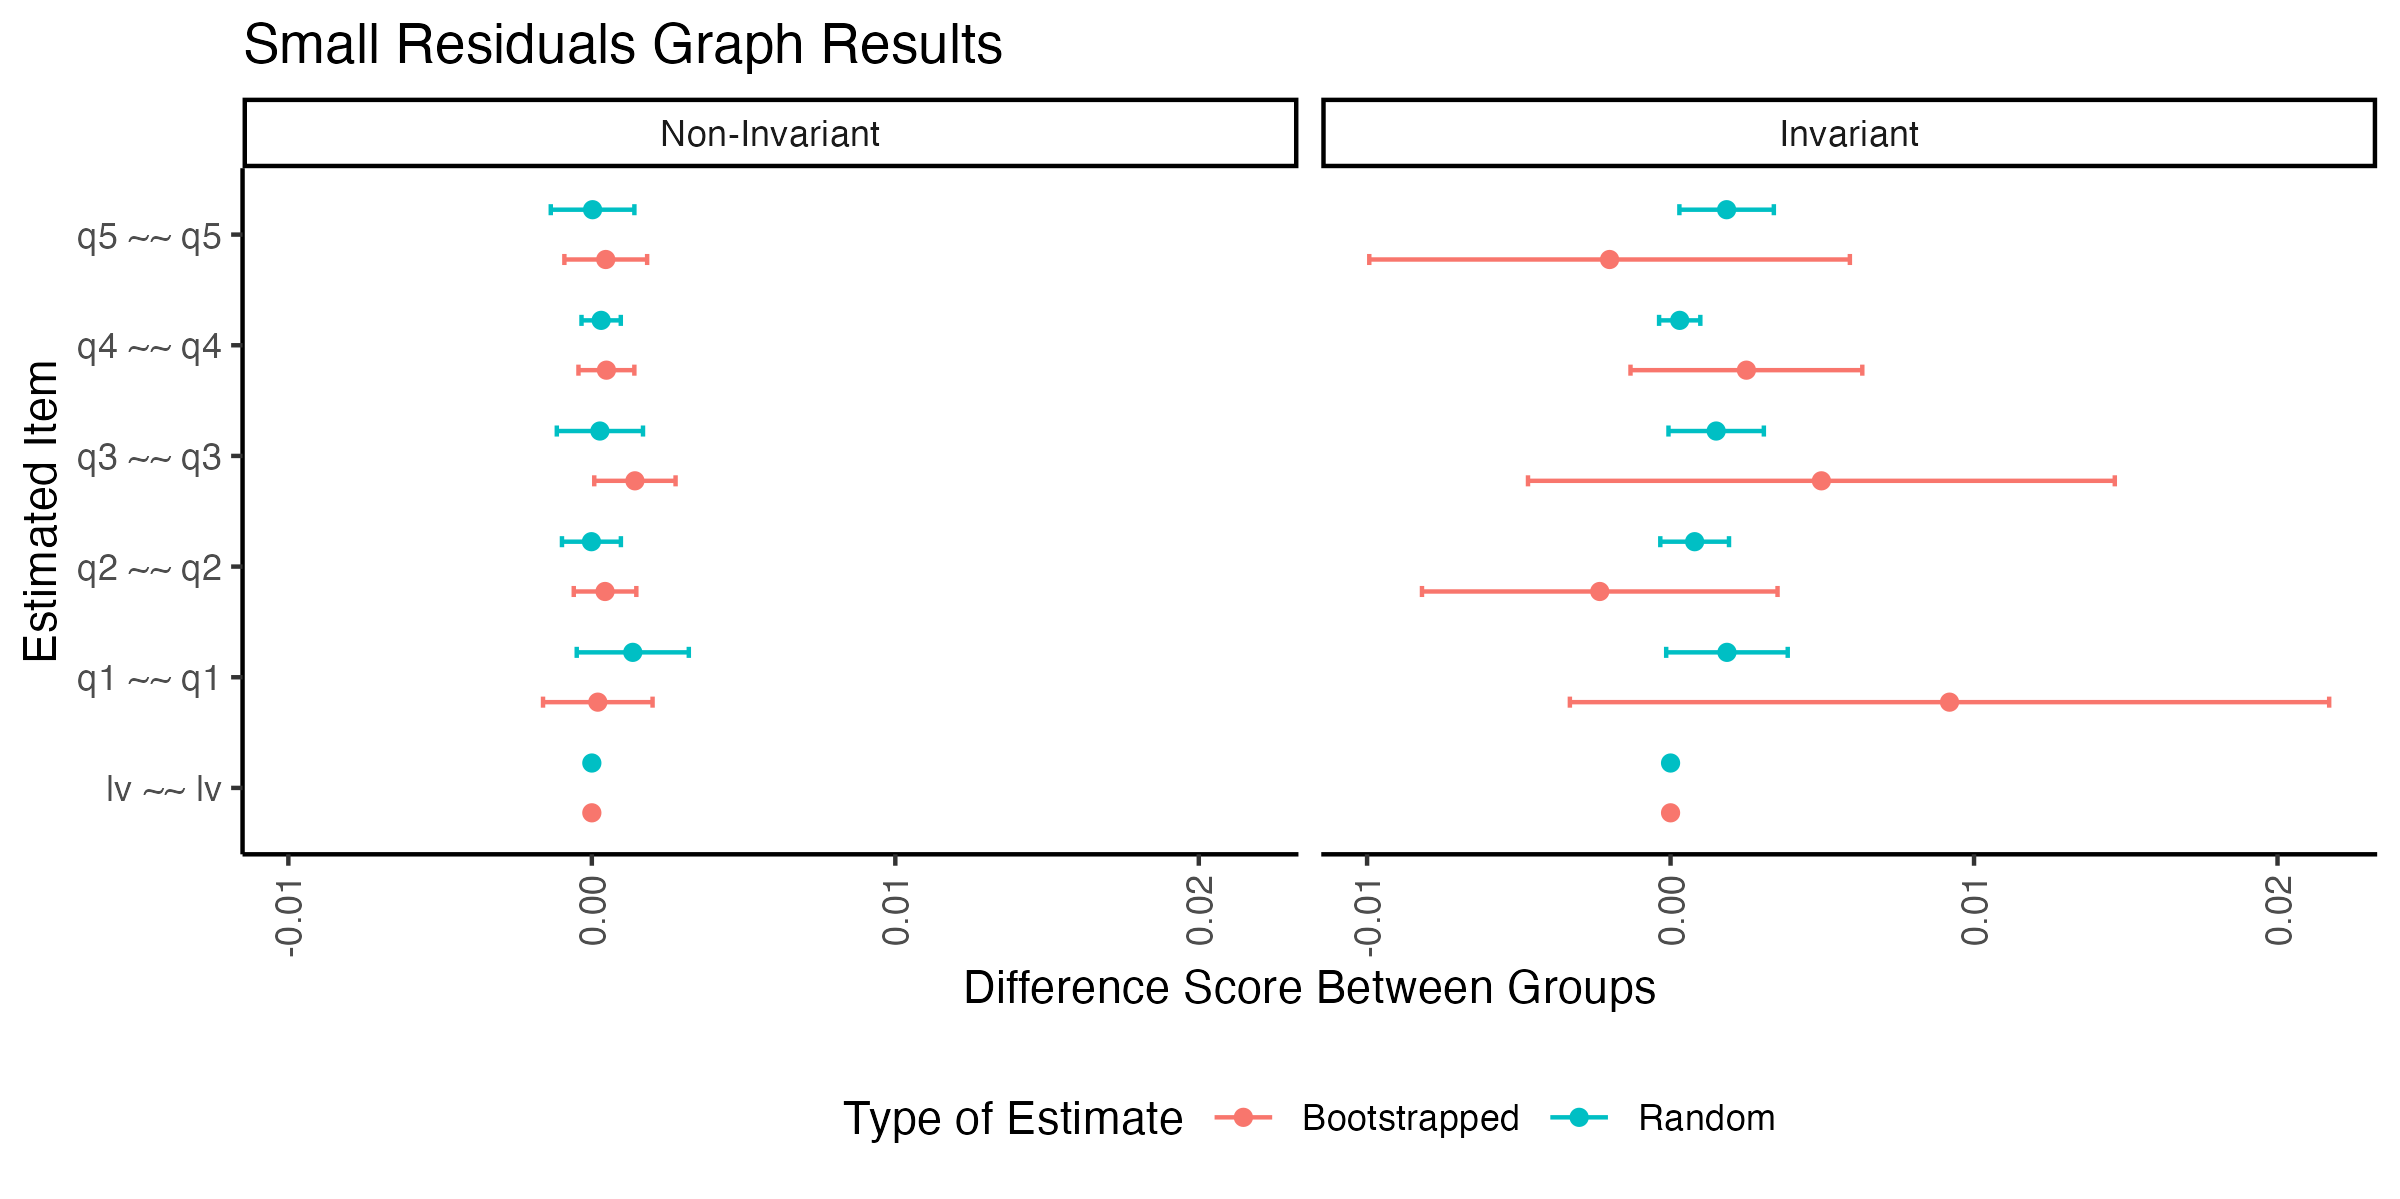 Small Residuals Graph Results
Non-Invariant
Invariant
Estimated Item
q5 ~~ q5
q4 ~~ q4
q3 ~~ q3
q2 ~~ q2
q1 ~~ q1
lv ~~ lv
-0.01 0.00 0.01 0.02
-0.01 0.00 0.01 0.02
Difference Score Between Groups
Type of Estimate Bootstrapped Random